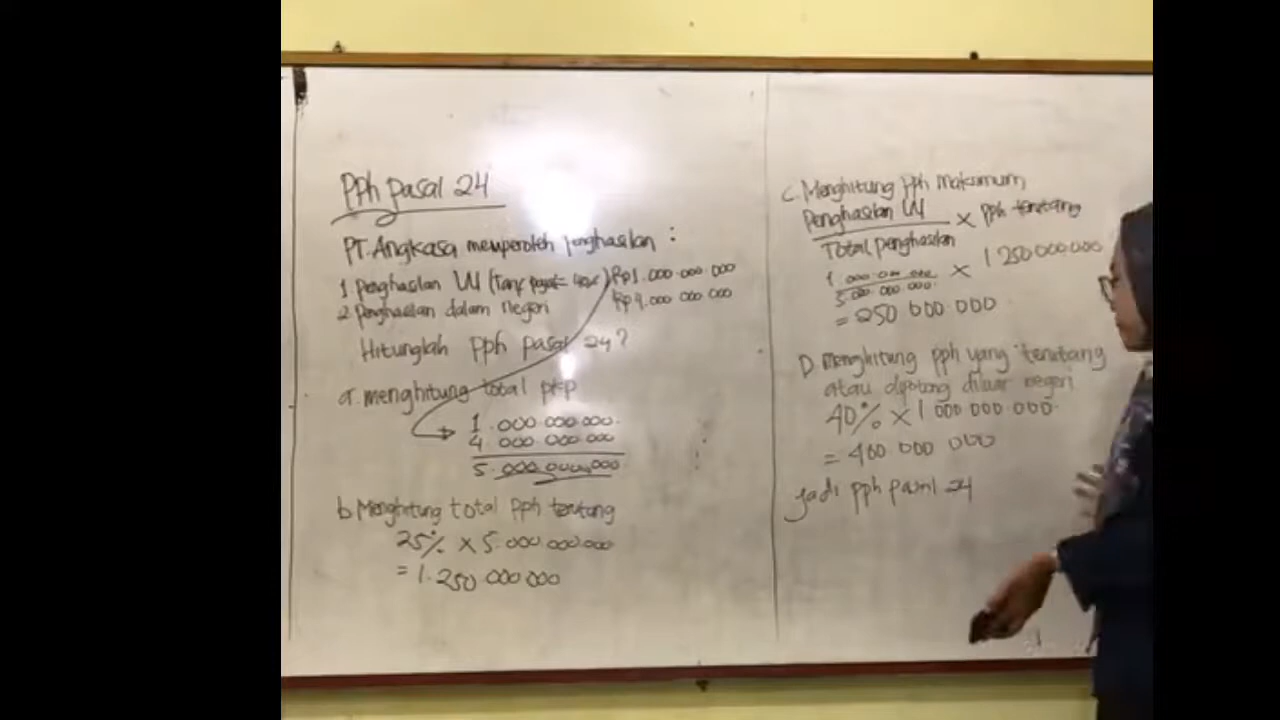 PPh pasal 24
PT. Angkasa memperoleh penghasilan :
1 Penghasilan LN (Tarif pajak 40%) Rp1.000.000.000
2 Penghasilan dalam negeri Rp4.000 000 000
Hitunglah pph pasal 24?
a. menghitung total pkp
1.000.000.000.
4.000.000.000
5.000.000.000
b Menghitung total pph terutang
25% × 5.000.000.000
= 1.250.000.000
C. Menghitung pph maksimum
Penghasilan LN × pph terutang
Total penghasilan
1.000.000.000 × 1 250 000 000
5.000.000.000.
= 250 000.000
D menghitung pph yang terutang
atau dipotong diluar negeri
40% × 1 000 000 000.
= 400 000 000
Jadi pph pasal 24